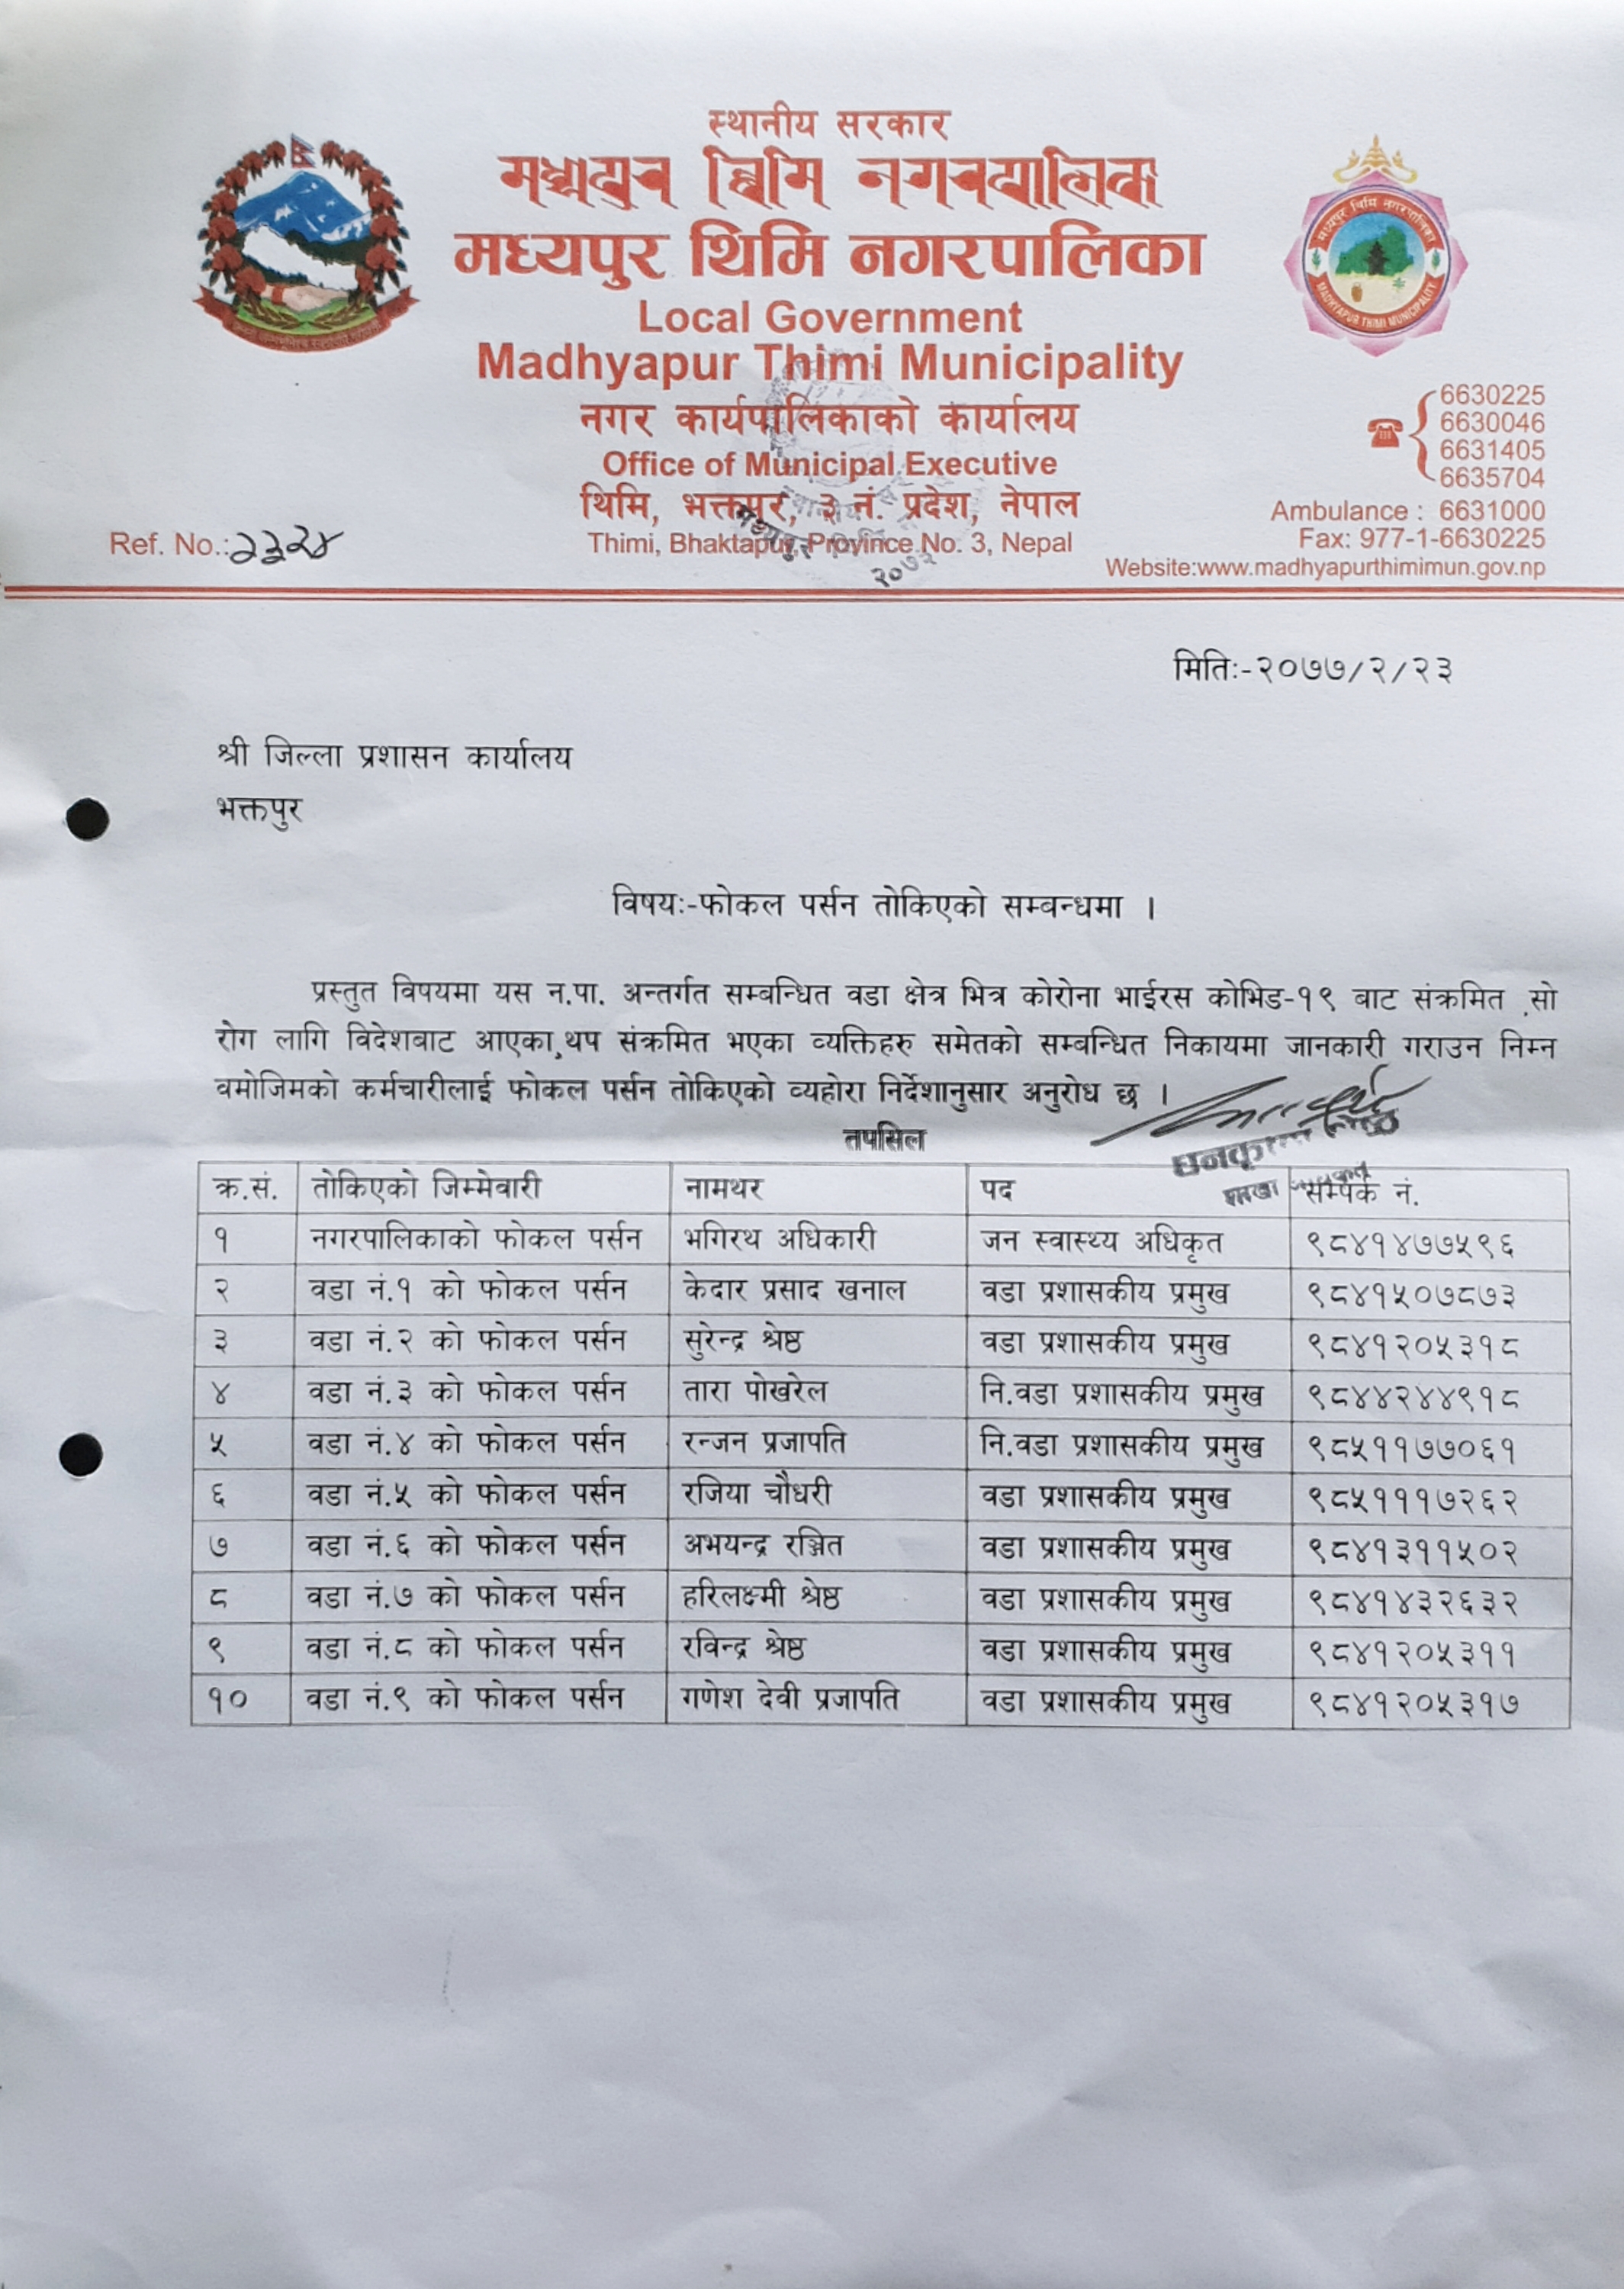 स्थानीय सरकार
मध्यपुर थिमि नगरपालिका
Local Government
Madhyapur Thimi Municipality
नगर कार्यपालिकाको कार्यालय
Office of Municipal Executive
थिमि, भक्तपुर, ३ नं. प्रदेश, नेपाल
Thimi, Bhaktapur, Province No. 3, Nepal
मध्यपुर थिमि नगरपालिका
MADHYAPUR THIMI MUNICIPALITY
6630225
6630046
6631405
6635704
Ambulance : 6631000
Fax: 977-1-6630225
Website:www.madhyapurthimimun.gov.np
Ref. No.:
२०७२
मितिः-२०७७/२/२३
श्री जिल्ला प्रशासन कार्यालय
भक्तपुर
विषयः-फोकल पर्सन तोकिएको सम्बन्धमा ।
प्रस्तुत विषयमा यस न.पा. अन्तर्गत सम्बन्धित वडा क्षेत्र भित्र कोरोना भाईरस कोभिड-१९ बाट संक्रमित ,सो
रोग लागि विदेशबाट आएका,थप संक्रमित भएका व्यक्तिहरु समेतको सम्बन्धित निकायमा जानकारी गराउन निम्न
वमोजिमको कर्मचारीलाई फोकल पर्सन तोकिएको व्यहोरा निर्देशानुसार अनुरोध छ ।
तपसिल
क्र.सं. तोकिएको जिम्मेवारी नामथर पद सम्पर्क नं.
१ नगरपालिकाको फोकल पर्सन भगिरथ अधिकारी जन स्वास्थ्य अधिकृत ९८४१४७७५९६
२ वडा नं.१ को फोकल पर्सन केदार प्रसाद खनाल वडा प्रशासकीय प्रमुख ९८४१५०७८७३
३ वडा नं.२ को फोकल पर्सन सुरेन्द्र श्रेष्ठ वडा प्रशासकीय प्रमुख ९८४१२०५३१८
४ वडा नं.३ को फोकल पर्सन तारा पोखरेल नि.वडा प्रशासकीय प्रमुख ९८४४२४४९१८
५ वडा नं.४ को फोकल पर्सन रन्जन प्रजापति नि.वडा प्रशासकीय प्रमुख ९८५११७७०६१
६ वडा नं.५ को फोकल पर्सन रजिया चौधरी वडा प्रशासकीय प्रमुख ९८५१११७२६२
७ वडा नं.६ को फोकल पर्सन अभयन्द्र रञ्जित वडा प्रशासकीय प्रमुख ९८४१३११५०२
८ वडा नं.७ को फोकल पर्सन हरिलक्ष्मी श्रेष्ठ वडा प्रशासकीय प्रमुख ९८४१४३२६३२
९ वडा नं.८ को फोकल पर्सन रविन्द्र श्रेष्ठ वडा प्रशासकीय प्रमुख ९८४१२०५३११
१० वडा नं.९ को फोकल पर्सन गणेश देवी प्रजापति वडा प्रशासकीय प्रमुख ९८४१२०५३१७